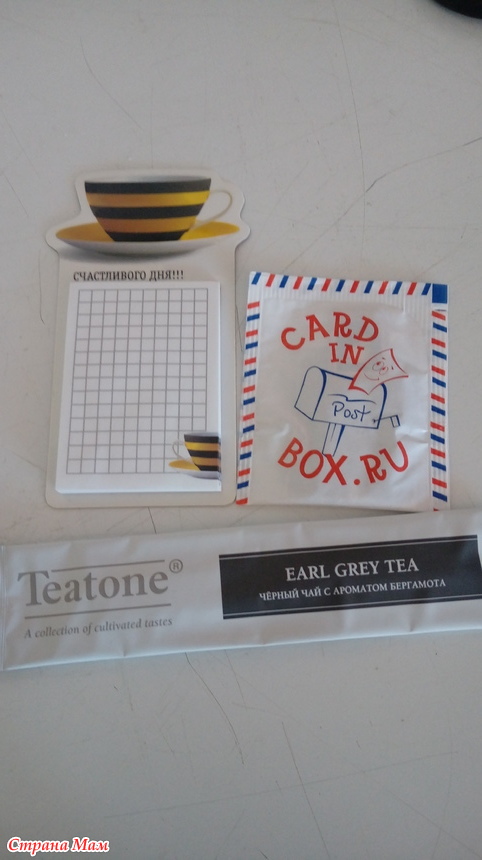 СЧАСТЛИВОГО ДНЯ!!!
CARD
IN
Post
BOX.RU
Teatone®
A collection of cultivated tastes
EARL GREY TEA
ЧЁРНЫЙ ЧАЙ С АРОМАТОМ БЕРГАМОТА
Страна Мам